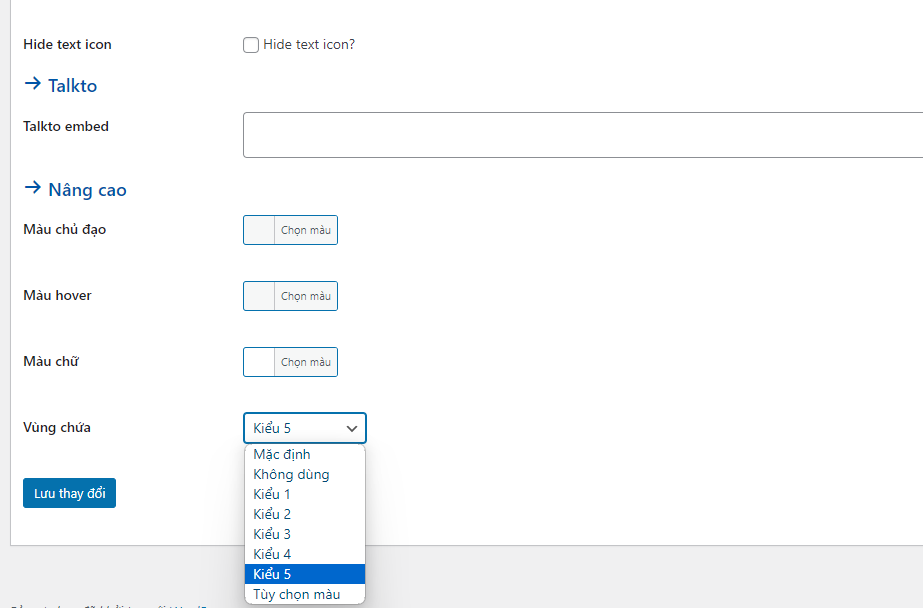 Hide text icon
Hide text icon?
→ Talkto
Talkto embed
→ Nâng cao
Màu chủ đạo
Chọn màu
Màu hover
Chọn màu
Màu chữ
Chọn màu
Vùng chứa
Kiểu 5
Mặc định
Không dùng
Kiểu 1
Kiểu 2
Kiểu 3
Kiểu 4
Kiểu 5
Tùy chọn màu
Lưu thay đổi